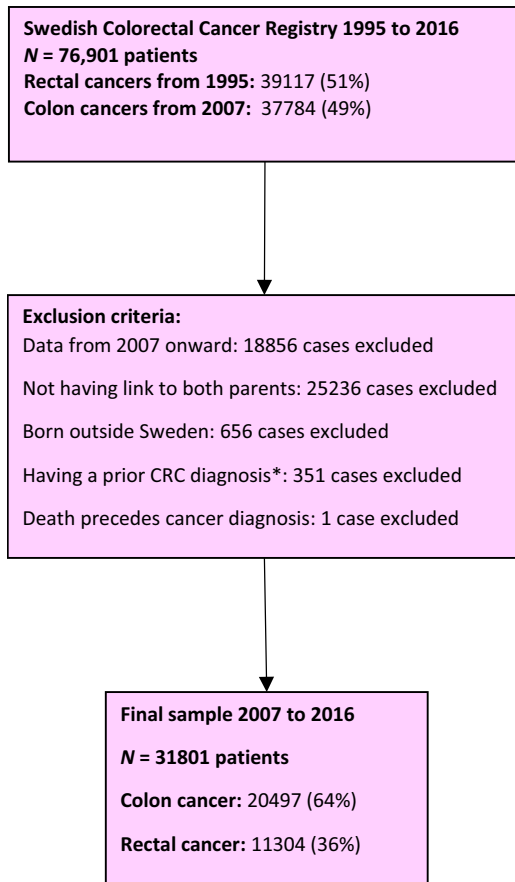 Swedish Colorectal Cancer Registry 1995 to 2016
N = 76,901 patients
Rectal cancers from 1995: 39117 (51%)
Colon cancers from 2007: 37784 (49%)
Exclusion criteria:
Data from 2007 onward: 18856 cases excluded
Not having link to both parents: 25236 cases excluded
Born outside Sweden: 656 cases excluded
Having a prior CRC diagnosis*: 351 cases excluded
Death precedes cancer diagnosis: 1 case excluded
Final sample 2007 to 2016
N = 31801 patients
Colon cancer: 20497 (64%)
Rectal cancer: 11304 (36%)